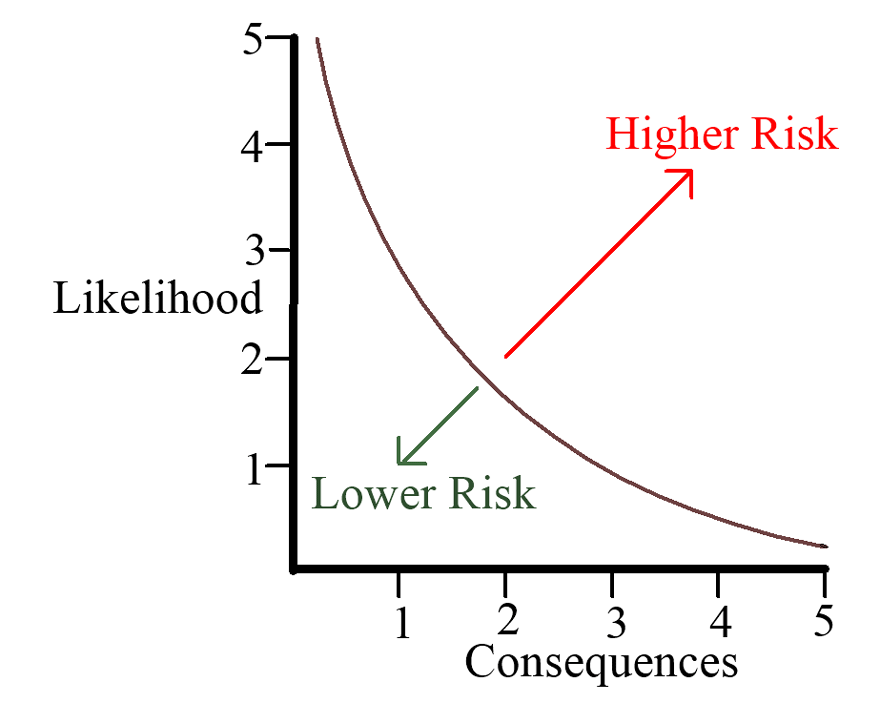 5
4
Higher Risk
3
Likelihood
2
1
Lower Risk
1 2 3 4 5
Consequences